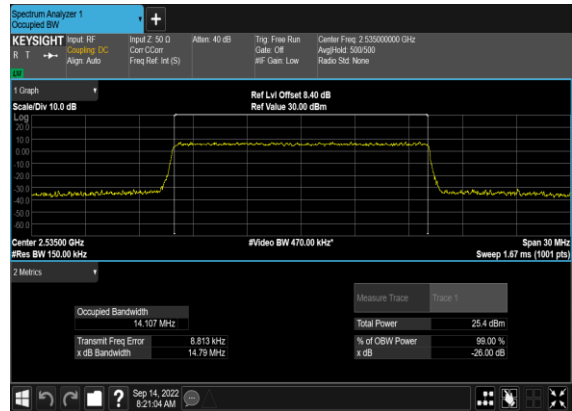 Spectrum Analyzer 1
Occupied BW
+
KEYSIGHT
R T
LV
Input: RF
Coupling: DC
Align: Auto
Input Z: 50 Ω
Corr CCorr
Freq Ref: Int (S)
Atten: 40 dB
Trig: Free Run
Gate: Off
#IF Gain: Low
Center Freq: 2.535000000 GHz
Avg|Hold: 500/500
Radio Std: None
1 Graph
Scale/Div 10.0 dB
Ref Lvl Offset 8.40 dB
Ref Value 30.00 dBm
Log
20.0
10.0
0.00
-10.0
-20.0
-30.0
-40.0
-50.0
-60.0
Center 2.53500 GHz
#Res BW 150.00 kHz
#Video BW 470.00 kHz*
Span 30 MHz
Sweep 1.67 ms (1001 pts)
2 Metrics
Measure Trace Trace 1
Occupied Bandwidth
14.107 MHz
Total Power 25.4 dBm
Transmit Freq Error 8.813 kHz
% of OBW Power 99.00 %
x dB Bandwidth 14.79 MHz
x dB -26.00 dB
?
Sep 14, 2022
8:21:04 AM